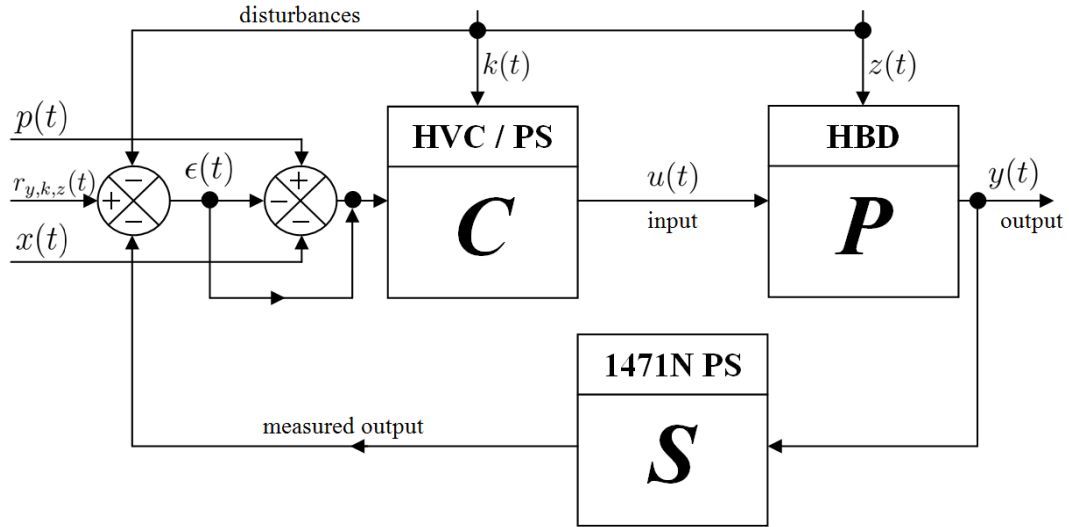 disturbances
k(t)
z(t)
p(t)
HVC / PS
HBD
r_{y,k,z}(t)
ϵ(t)
u(t)
y(t)
− + −
+ − −
C
P
input
output
x(t)
1471N PS
measured output
S